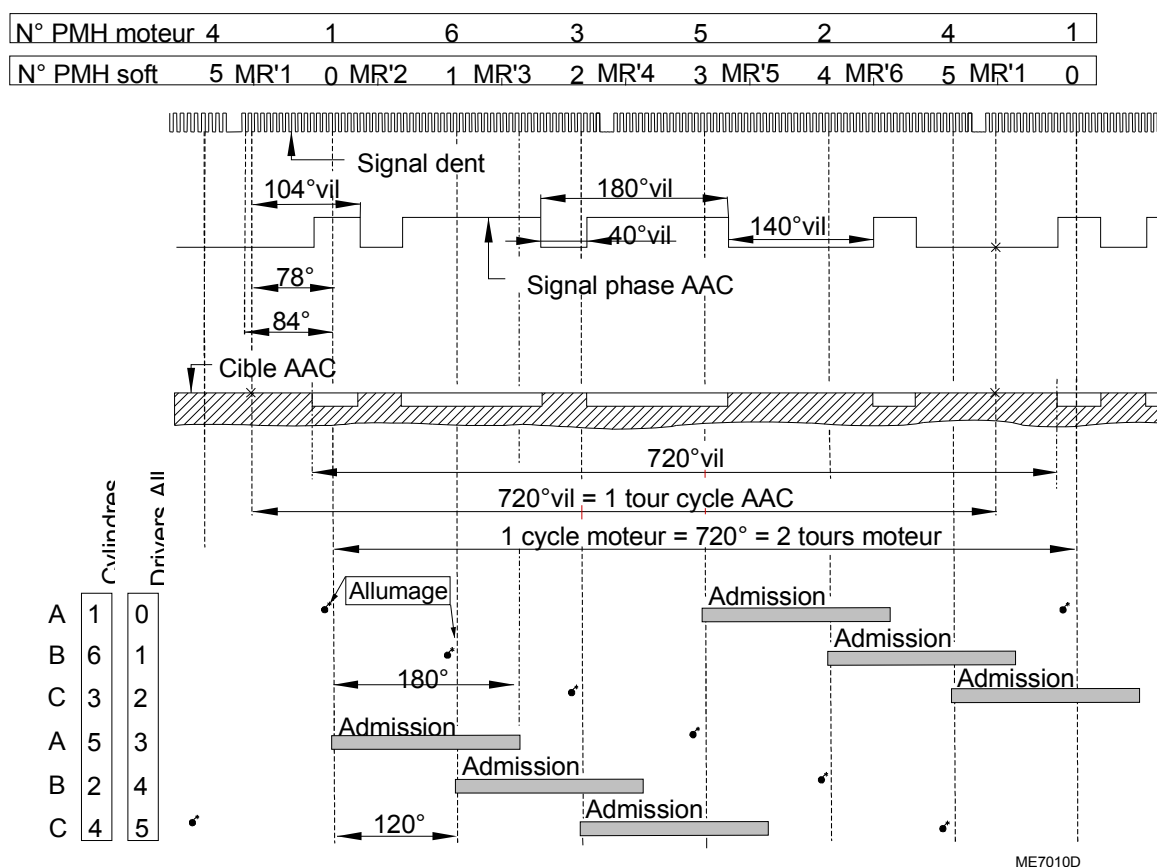 N° PMH moteur 4 1 6 3 5 2 4 1
N° PMH soft 5 MR'1 0 MR'2 1 MR'3 2 MR'4 3 MR'5 4 MR'6 5 MR'1 0
Signal dent
104°vil
180°vil
140°vil
40°vil
Signal phase AAC
78°
84°
Cible AAC
720°vil
720°vil = 1 tour cycle AAC
1 cycle moteur = 720° = 2 tours moteur
Cylindres
Drivers All
Allumage
A 1 0 Admission
B 6 1 Admission
180°
C 3 2 Admission
A 5 3 Admission
B 2 4 Admission
C 4 5 Admission
120°
ME7010D